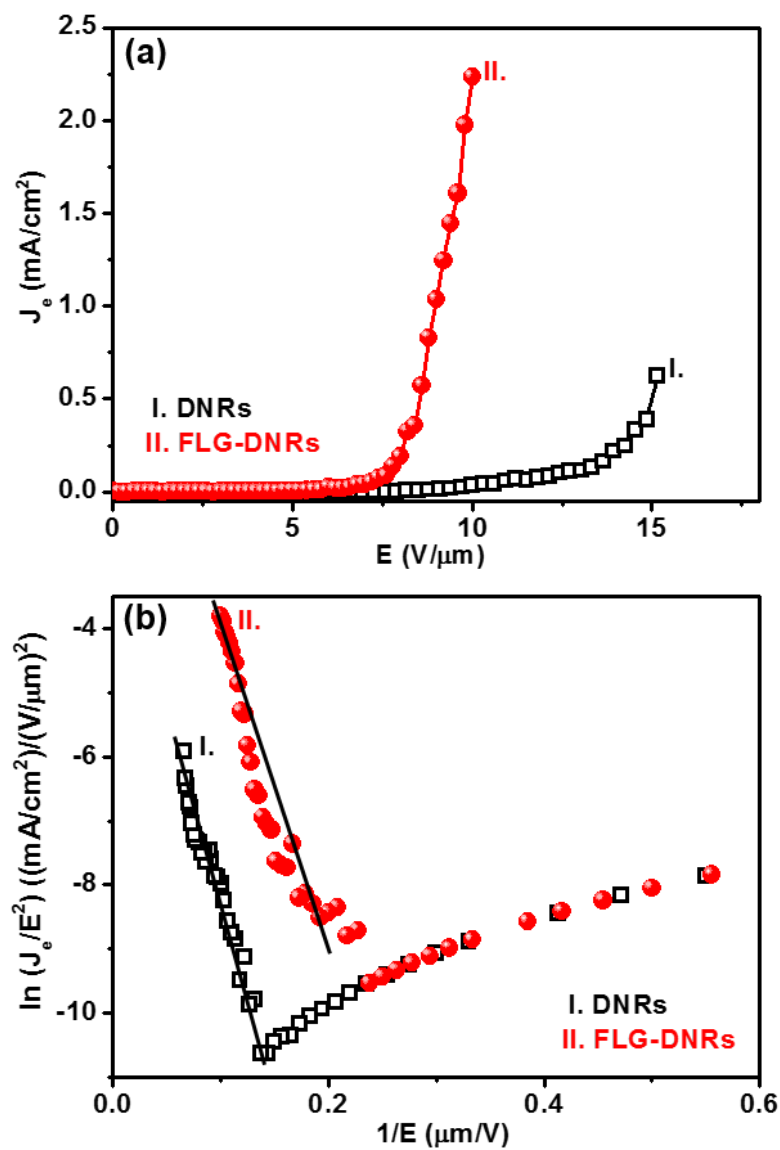 (a)
2.5
2.0
1.5
1.0
0.5
0.0
J_e (mA/cm²)
II.
I.
I. DNRs
II. FLG-DNRs
0 5 10 15
E (V/μm)
(b)
-4
-6
-8
-10
ln (J_e/E²) ((mA/cm²)/(V/μm)²)
II.
I.
I. DNRs
II. FLG-DNRs
0.0 0.2 0.4 0.6
1/E (μm/V)